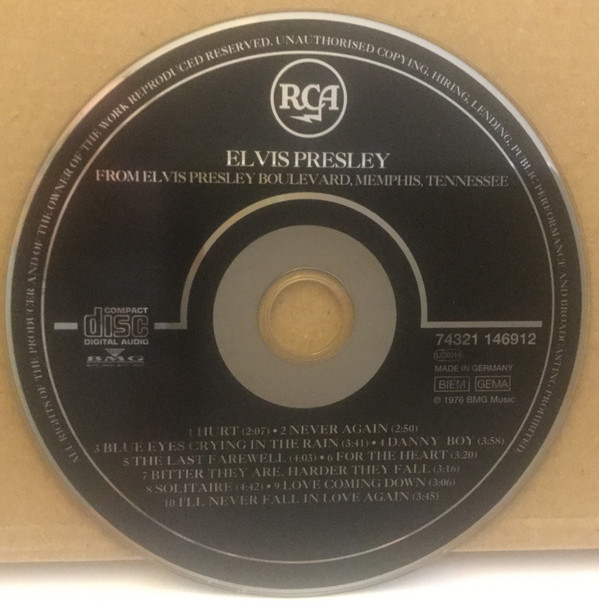 ALL RIGHTS OF THE PRODUCER AND OF THE OWNER OF THE WORK REPRODUCED RESERVED. UNAUTHORISED COPYING, HIRING, LENDING, PUBLIC PERFORMANCE AND BROADCASTING PROHIBITED
RCA
ELVIS PRESLEY
FROM ELVIS PRESLEY BOULEVARD, MEMPHIS, TENNESSEE
COMPACT
disc
DIGITAL AUDIO
BMG
74321 146912
MADE IN GERMANY
BIEM GEMA
℗ 1976 BMG Music
1 HURT (2:07) • 2 NEVER AGAIN (2:50)
3 BLUE EYES CRYING IN THE RAIN (3:41) • 4 DANNY BOY (3:58)
5 THE LAST FAREWELL (4:03) • 6 FOR THE HEART (3:20)
7 BITTER THEY ARE, HARDER THEY FALL (3:16)
8 SOLITAIRE (4:42) • 9 LOVE COMING DOWN (3:06)
10 I'LL NEVER FALL IN LOVE AGAIN (3:45)